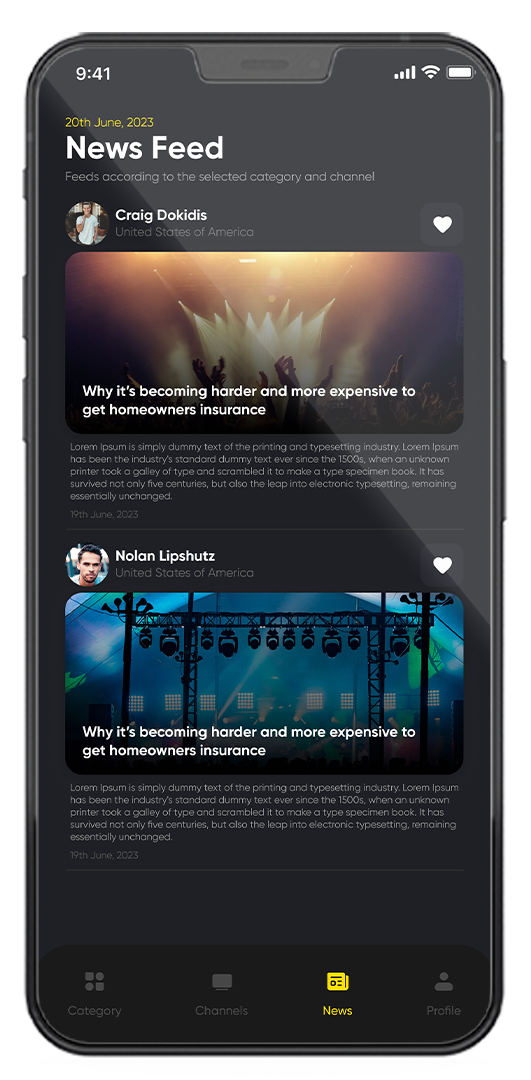 9:41
20th June, 2023
News Feed
Feeds according to the selected category and channel
Craig Dokidis
United States of America
Why it's becoming harder and more expensive to
get homeowners insurance
Lorem Ipsum is simply dummy text of the printing and typesetting industry. Lorem Ipsum
has been the industry's standard dummy text ever since the 1500s, when an unknown
printer took a galley of type and scrambled it to make a type specimen book. It has
survived not only five centuries, but also the leap into electronic typesetting, remaining
essentially unchanged.
19th June, 2023
Nolan Lipshutz
United States of America
Why it's becoming harder and more expensive to
get homeowners insurance
Lorem Ipsum is simply dummy text of the printing and typesetting industry. Lorem Ipsum
has been the industry's standard dummy text ever since the 1500s, when an unknown
printer took a galley of type and scrambled it to make a type specimen book. It has
survived not only five centuries, but also the leap into electronic typesetting, remaining
essentially unchanged.
19th June, 2023
Category Channels News Profile